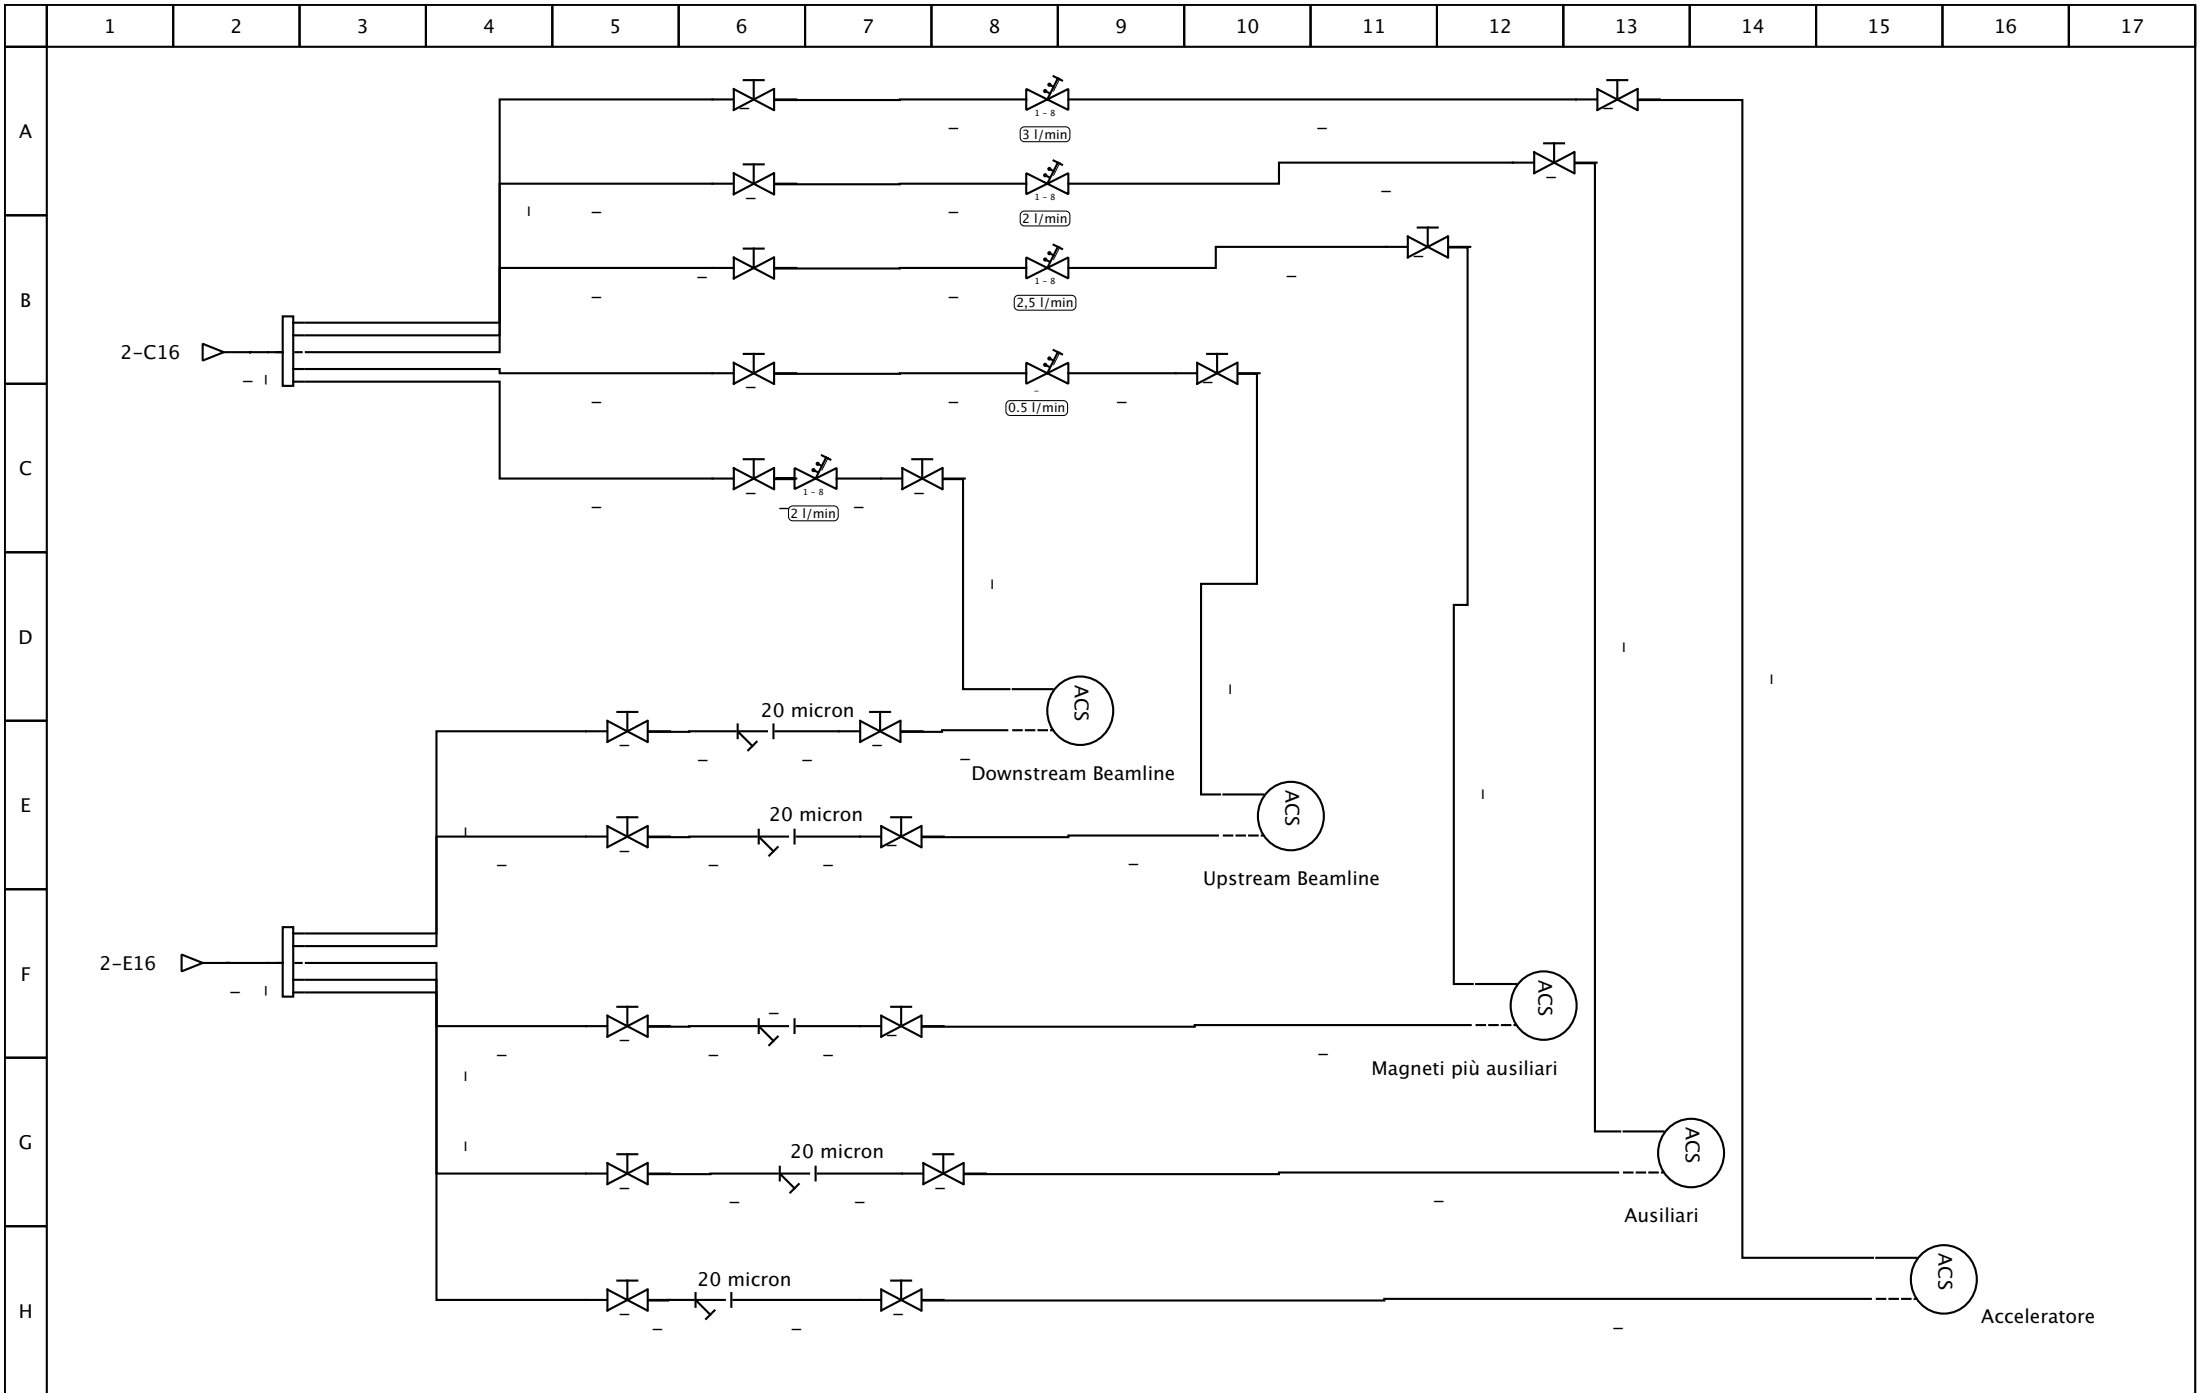 1 2 3 4 5 6 7 8 9 10 11 12 13 14 15 16 17
A
1 - 8
3 l/min
1 - 8
2 l/min
B
1 - 8
2,5 l/min
2-C16
0.5 l/min
C
1 - 8
2 l/min
D
ACS
20 micron
Downstream Beamline
E
ACS
20 micron
Upstream Beamline
F
2-E16
ACS
Magneti più ausiliari
G
ACS
20 micron
Ausiliari
H
ACS
20 micron
Acceleratore